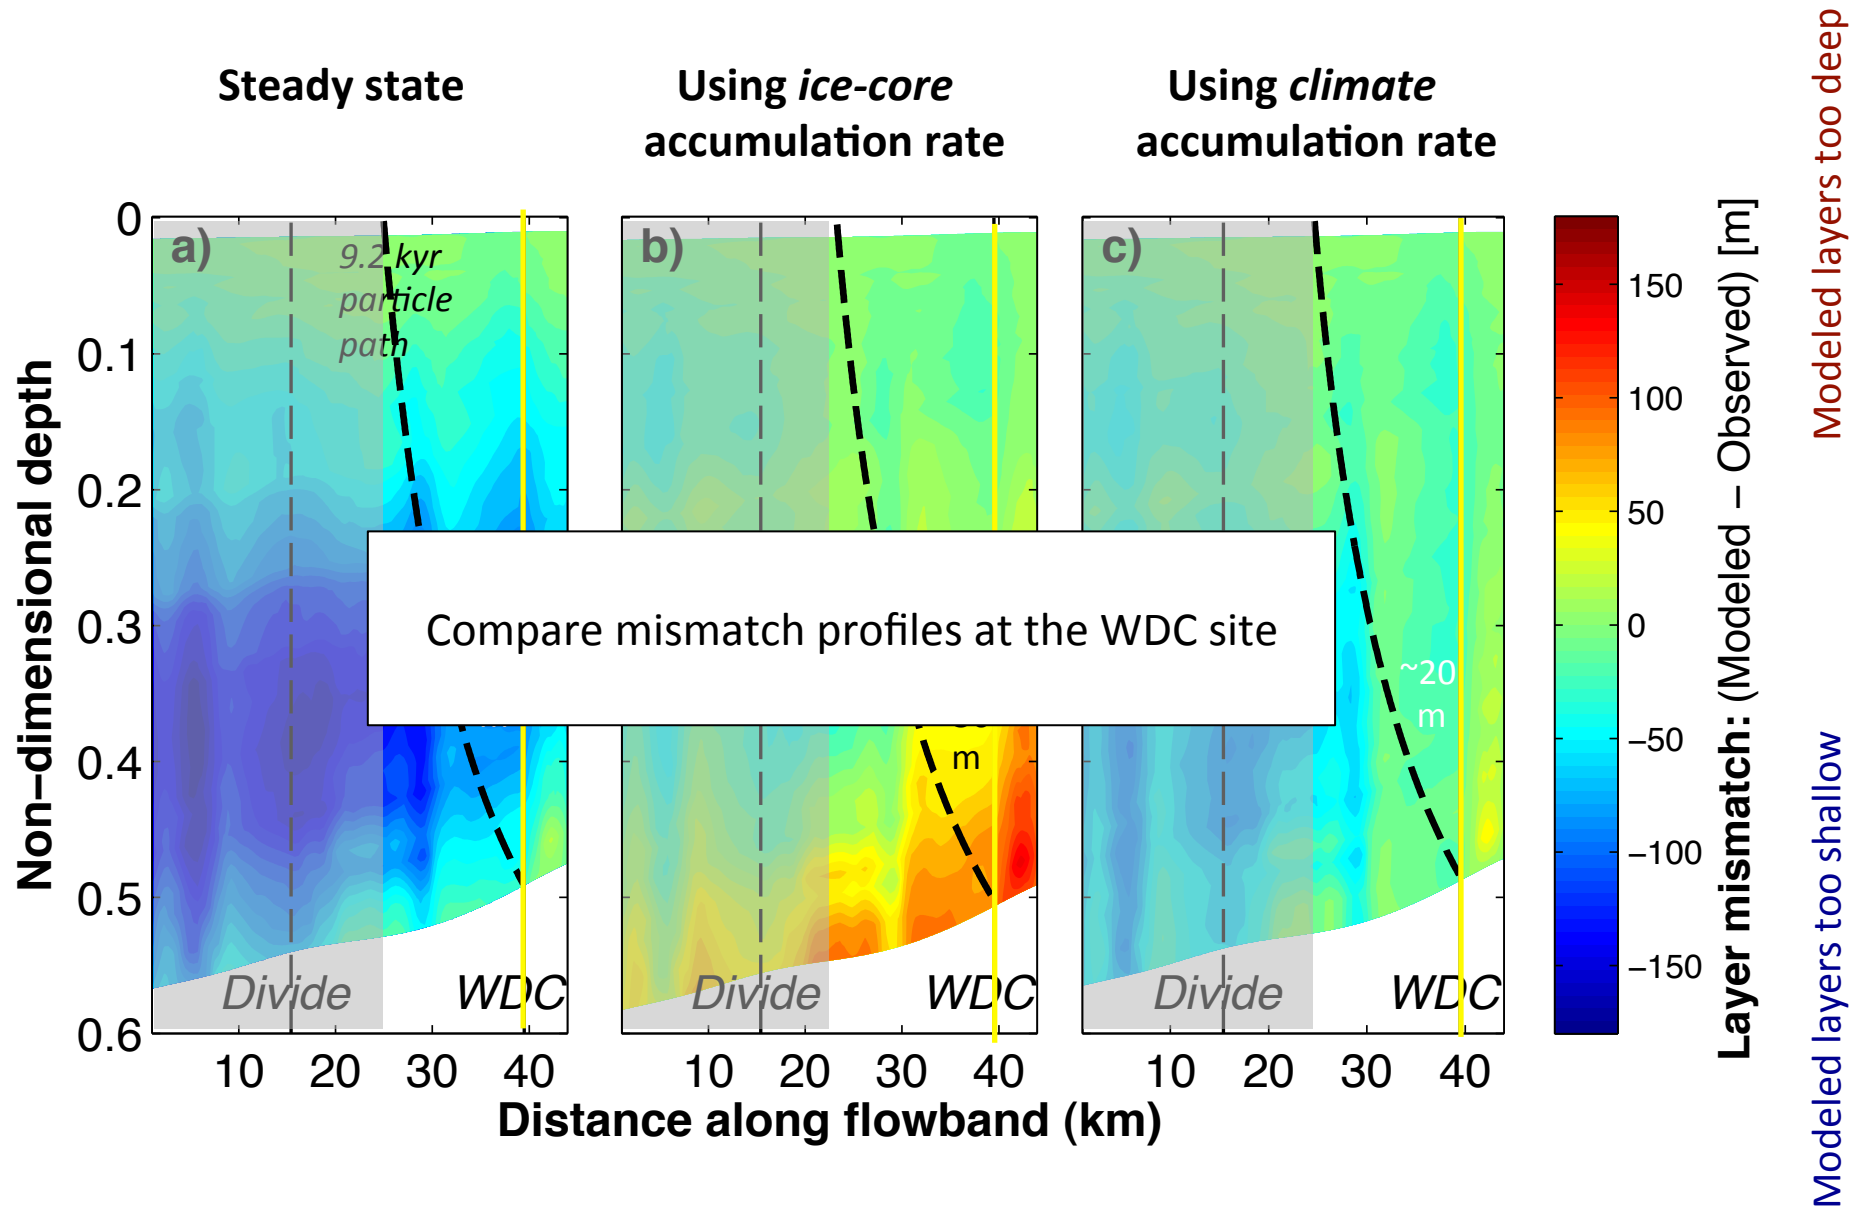 Steady state
Using ice-core
accumulation rate
Using climate
accumulation rate
Modeled layers too deep
Modeled layers too shallow
Layer mismatch: (Modeled – Observed) [m]
150
100
50
0
−50
−100
−150
Non–dimensional depth
0
0.1
0.2
0.3
0.4
0.5
0.6
a)
9.2 kyr
particle
path
b)
c)
Compare mismatch profiles at the WDC site
m
~20
m
Divide
WDC
Divide
WDC
Divide
WDC
10
20
30
40
10
20
30
40
10
20
30
40
Distance along flowband (km)